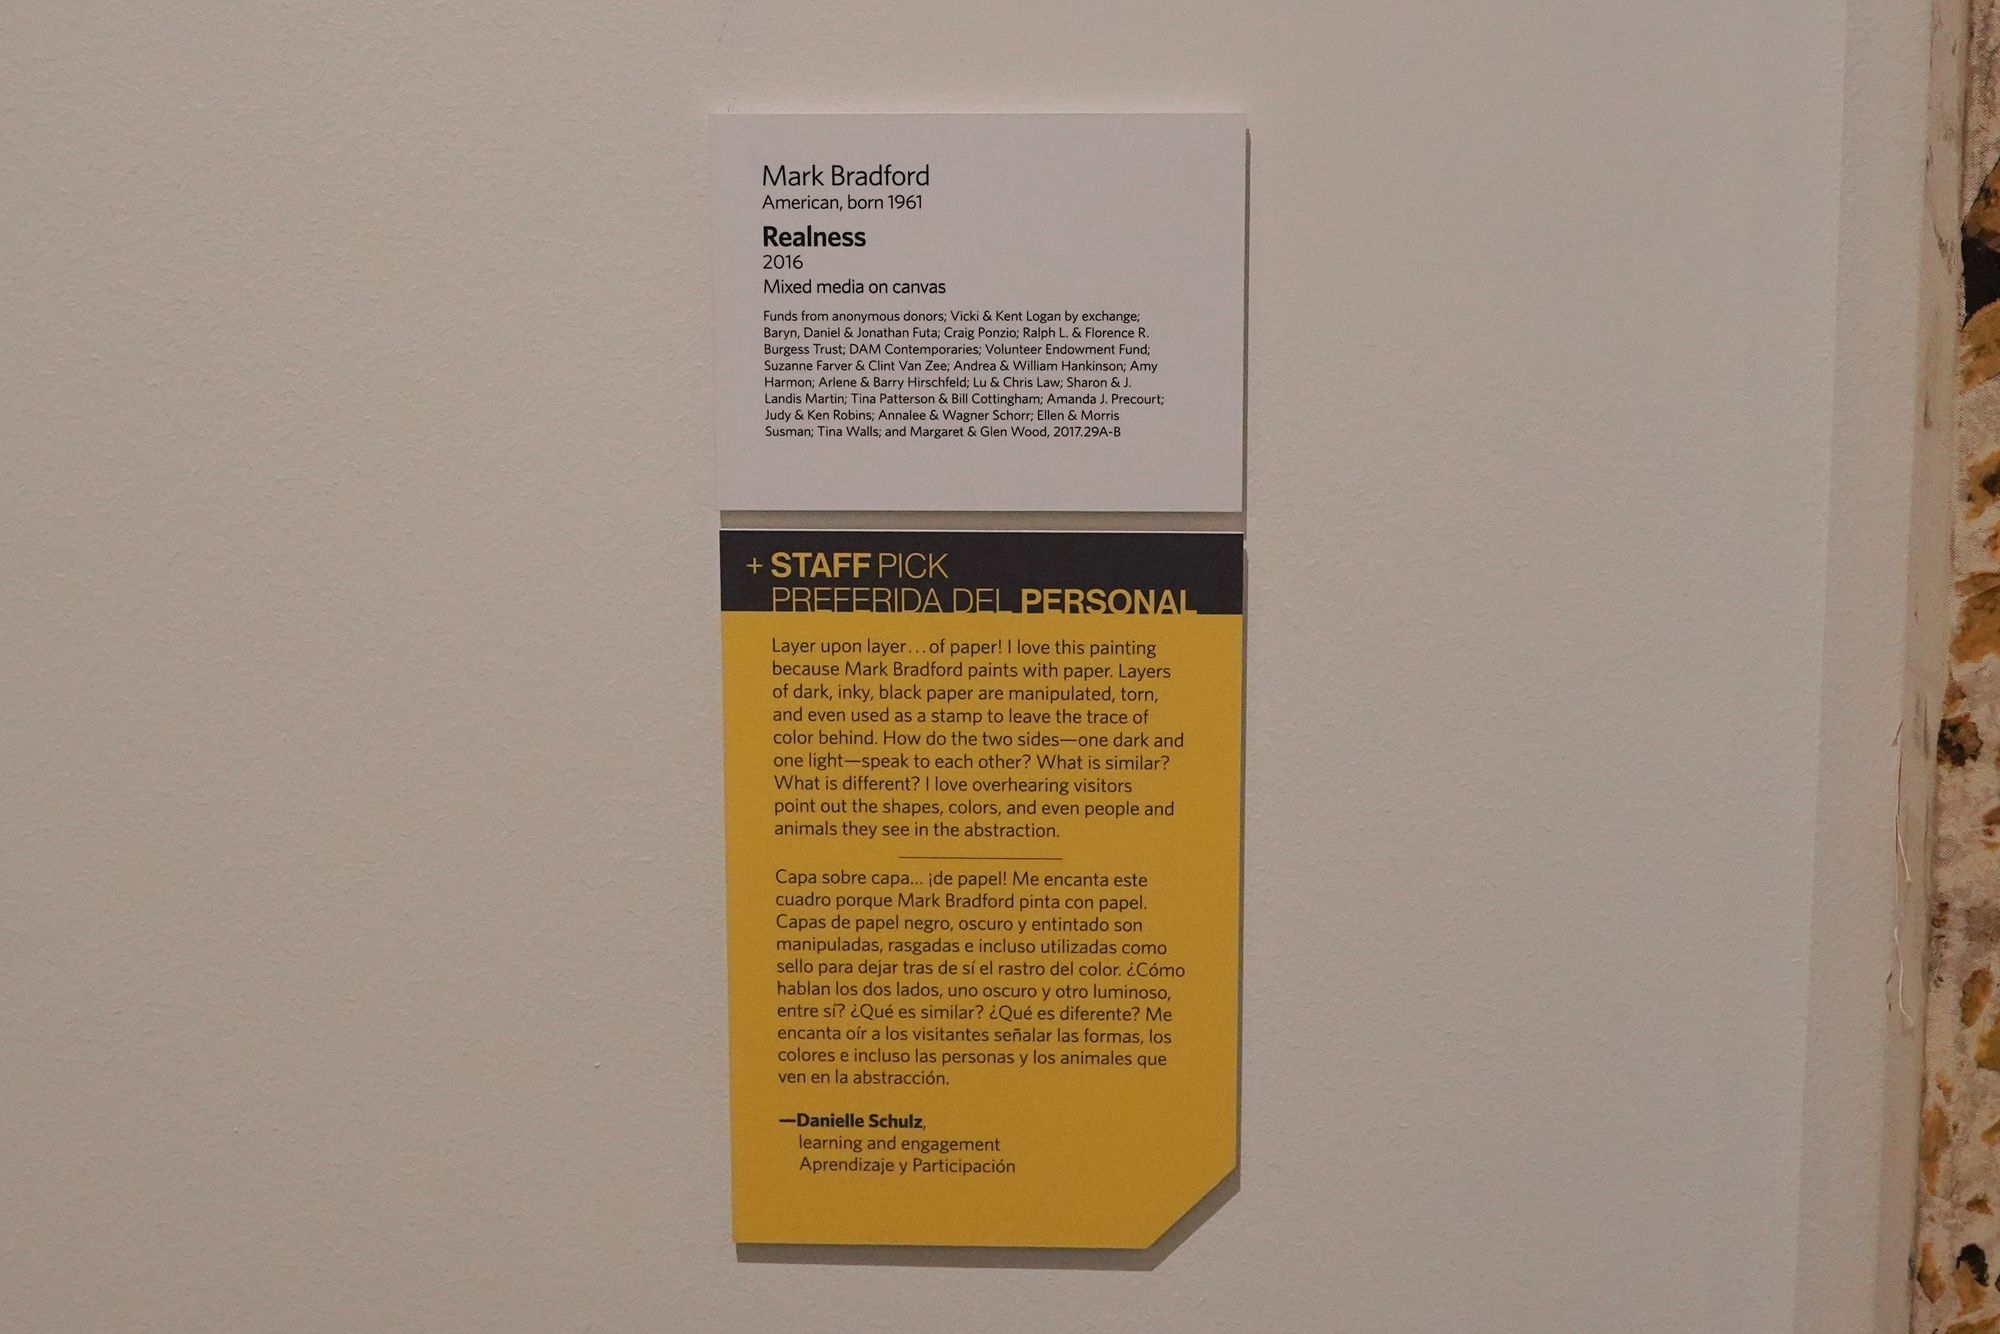 Mark Bradford
American, born 1961
Realness
2016
Mixed media on canvas
Funds from anonymous donors; Vicki & Kent Logan by exchange;
Baryn, Daniel & Jonathan Futa; Craig Ponzio; Ralph L. & Florence R.
Burgess Trust; DAM Contemporaries; Volunteer Endowment Fund;
Suzanne Farver & Clint Van Zee; Andrea & William Hankinson; Amy
Harmon; Arlene & Barry Hirschfeld; Lu & Chris Law; Sharon & J.
Landis Martin; Tina Patterson & Bill Cottingham; Amanda J. Precourt;
Judy & Ken Robins; Annalee & Wagner Schorr; Ellen & Morris
Susman; Tina Walls; and Margaret & Glen Wood, 2017.29A-B
+ STAFF PICK
PREFERIDA DEL PERSONAL
Layer upon layer...of paper! I love this painting
because Mark Bradford paints with paper. Layers
of dark, inky, black paper are manipulated, torn,
and even used as a stamp to leave the trace of
color behind. How do the two sides—one dark and
one light—speak to each other? What is similar?
What is different? I love overhearing visitors
point out the shapes, colors, and even people and
animals they see in the abstraction.
Capa sobre capa... ¡de papel! Me encanta este
cuadro porque Mark Bradford pinta con papel.
Capas de papel negro, oscuro y entintado son
manipuladas, rasgadas e incluso utilizadas como
sello para dejar tras de sí el rastro del color. ¿Cómo
hablan los dos lados, uno oscuro y otro luminoso,
entre sí? ¿Qué es similar? ¿Qué es diferente? Me
encanta oír a los visitantes señalar las formas, los
colores e incluso las personas y los animales que
ven en la abstracción.
—Danielle Schulz,
learning and engagement
Aprendizaje y Participación